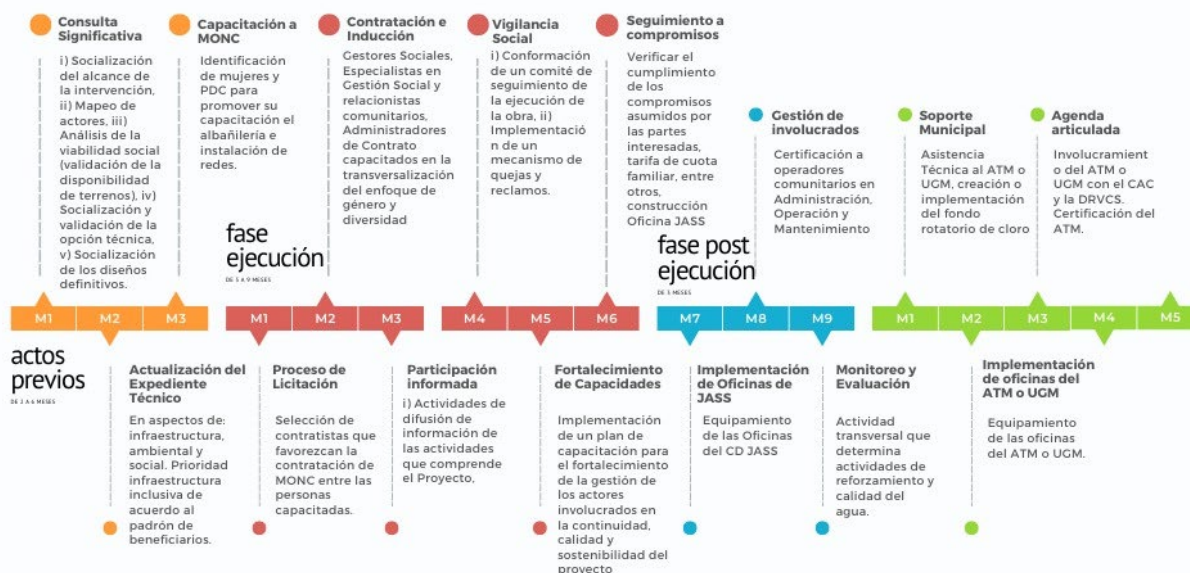 Consulta
Significativa
i) Socialización
del alcance de
la intervención,
ii) Mapeo de
actores, iii)
Análisis de la
viabilidad social
(validación de la
disponibilidad
de terrenos), iv)
Socialización y
validación de la
opción técnica,
v) Socialización
de los diseños
definitivos.
Capacitación a
MONC
Identificación
de mujeres y
PDC para
promover su
capacitación el
albañilería e
instalación de
redes.
Contratación e
Inducción
Gestores Sociales,
Especialistas en
Gestión Social y
relacionistas
comunitarios,
Administradores
de Contrato
capacitados en la
transversalización
del enfoque de
género y
diversidad
Vigilancia
Social
i) Conformación
de un comité de
seguimiento de
la ejecución de
la obra, ii)
Implementació
n de un
mecanismo de
quejas y
reclamos.
Seguimiento a
compromisos
Verificar el
cumplimiento
de los
compromisos
asumidos por
las partes
interesadas,
tarifa de cuota
familiar, entre
otros,
construcción
Oficina JASS
Gestión de
involucrados
Certificación a
operadores
comunitarios en
Administración,
Operación y
Mantenimiento
Soporte
Municipal
Asistencia
Técnica al ATM o
UGM, creación o
implementación
del fondo
rotatorio de cloro
Agenda
articulada
Involucramient
o del ATM o
UGM con el CAC
y la DRVCS.
Certificación del
ATM.
fase
ejecución
DE 3 A 9 MESES
fase post
ejecución
DE 5 MESES
M1 M2 M3 M1 M2 M3 M4 M5 M6 M7 M8 M9 M1 M2 M3 M4 M5
actos
previos
DE 3 A 6 MESES
Actualización del
Expediente
Técnico
En aspectos de:
infraestructura,
ambiental y
social. Prioridad
infraestructura
inclusiva de
acuerdo al
padrón de
beneficiarios.
Proceso de
Licitación
Selección de
contratistas que
favorezcan la
contratación de
MONC entre las
personas
capacitadas.
Participación
informada
i) Actividades de
difusión de
información de
las actividades
que comprende
el Proyecto,
Fortalecimiento
de Capacidades
Implementación
de un plan de
capacitación para
el fortalecimiento
de la gestión de
los actores
involucrados en
la continuidad,
calidad y
sostenibilidad del
proyecto
Implementación
de Oficinas de
JASS
Equipamiento
de las Oficinas
del CD JASS
Monitoreo y
Evaluación
Actividad
transversal que
determina
actividades de
reforzamiento y
calidad del
agua.
Implementación
de oficinas del
ATM o UGM
Equipamiento
de las oficinas
del ATM o UGM.